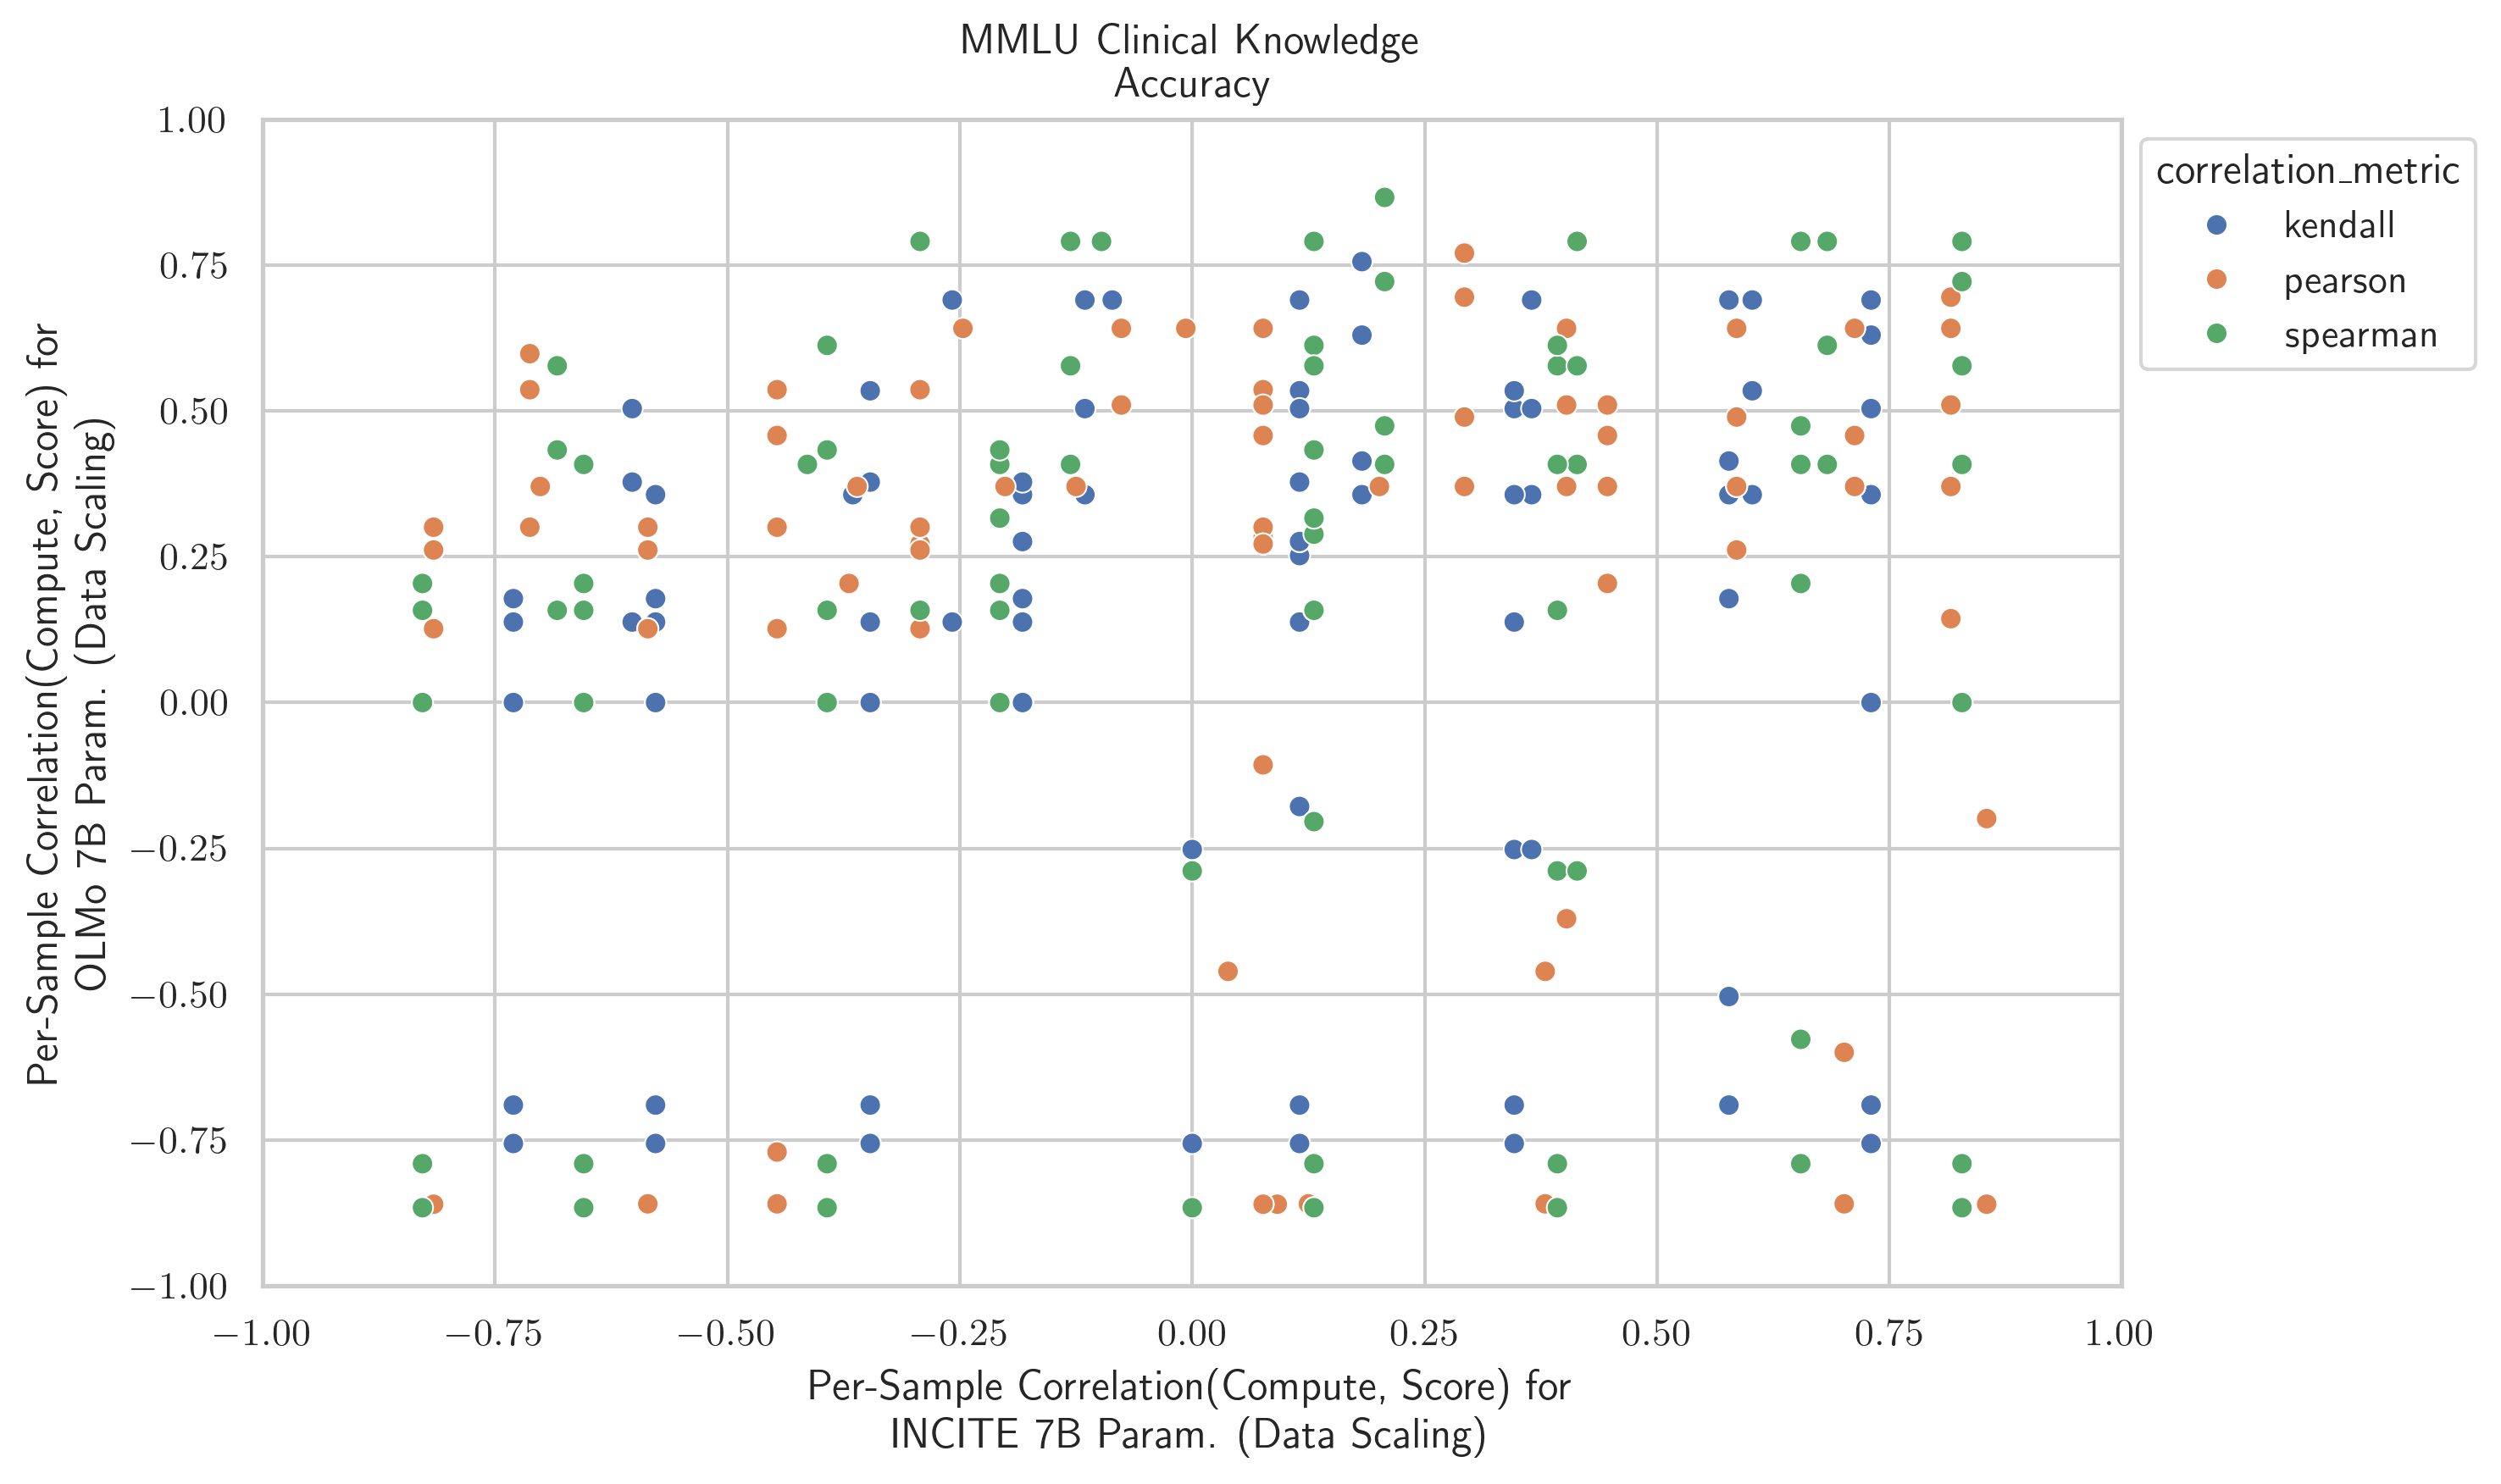 MMLU Clinical Knowledge
Accuracy
1.00
0.75
0.50
0.25
0.00
−0.25
−0.50
−0.75
−1.00
Per-Sample Correlation(Compute, Score) for
OLMo 7B Param. (Data Scaling)
correlation_metric
kendall
pearson
spearman
−1.00 −0.75 −0.50 −0.25 0.00 0.25 0.50 0.75 1.00
Per-Sample Correlation(Compute, Score) for
INCITE 7B Param. (Data Scaling)